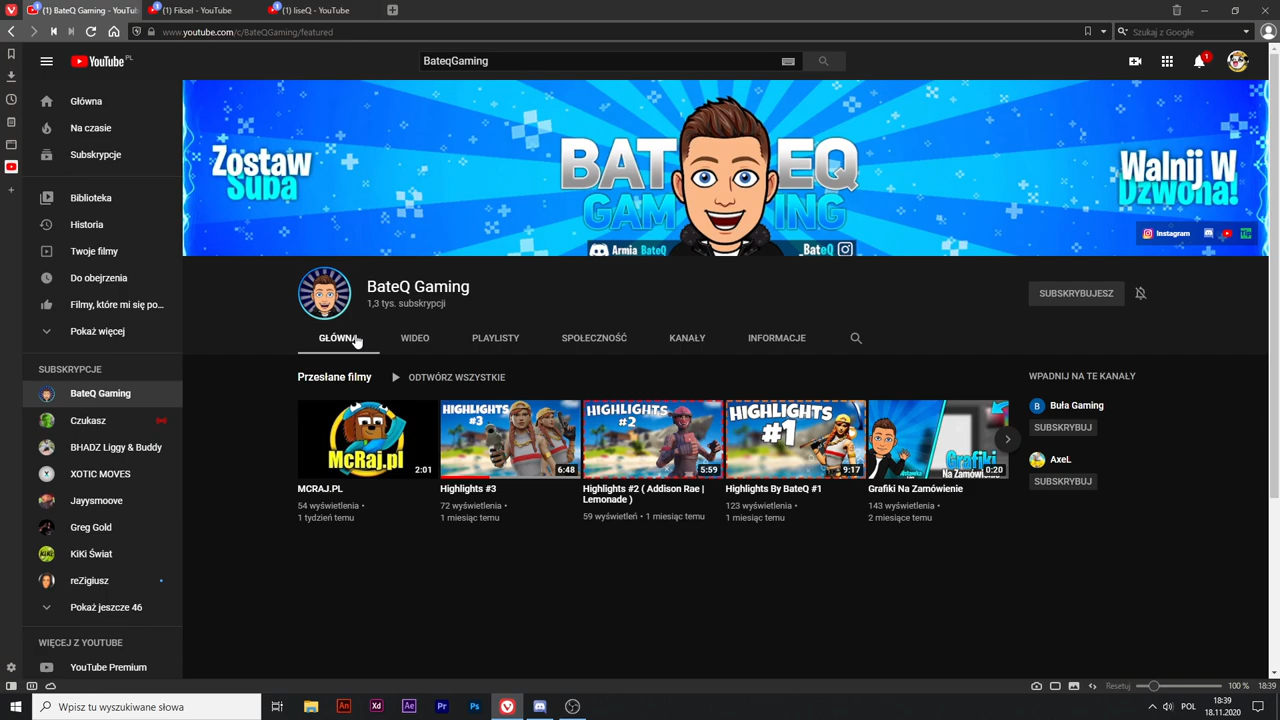 (1) BateQ Gaming - YouTub
(1) Fiksel - YouTube
(1) IiseQ - YouTube
www.youtube.com/c/BateQGaming/featured
Szukaj z Google
YouTube PL
BateqGaming
1
Główna
Na czasie
Subskrypcje
Biblioteka
Historia
Twoje filmy
Do obejrzenia
Filmy, które mi się po...
Pokaż więcej
SUBSKRYPCJE
BateQ Gaming
Czukasz
BHADZ Liggy & Buddy
XOTIC MOVES
Jayysmoove
Greg Gold
KiKi Świat
reZigiusz
Pokaż jeszcze 46
WIĘCEJ Z YOUTUBE
YouTube Premium
Zostaw
Suba
BATEQ
GAMING
Armia BateQ
BateQ
Walnij W
Dzwona!
Instagram
BateQ Gaming
1,3 tys. subskrypcji
SUBSKRYBUJESZ
GŁÓWNA
WIDEO
PLAYLISTY
SPOŁECZNOŚĆ
KANAŁY
INFORMACJE
Przesłane filmy
ODTWÓRZ WSZYSTKIE
McRaj.pl
2:01
MCRAJ.PL
54 wyświetlenia •
1 tydzień temu
HIGHLIGHTS
#3
6:48
Highlights #3
72 wyświetlenia •
1 miesiąc temu
HIGHLIGHTS
#2
5:59
Highlights #2 ( Addison Rae |
Lemonade )
59 wyświetleń • 1 miesiąc temu
HIGHLIGHTS
#1
9:17
Highlights By BateQ #1
123 wyświetlenia •
1 miesiąc temu
Grafiki
Na Zamówienie
0:20
Grafiki Na Zamówienie
143 wyświetlenia •
2 miesiące temu
WPADNIJ NA TE KANAŁY
B
Buła Gaming
SUBSKRYBUJ
AxeL
SUBSKRYBUJ
Resetuj
100 %
18:39
Wpisz tu wyszukiwane słowa
An
Xd
Ae
Pr
Ps
POL
18:39
18.11.2020